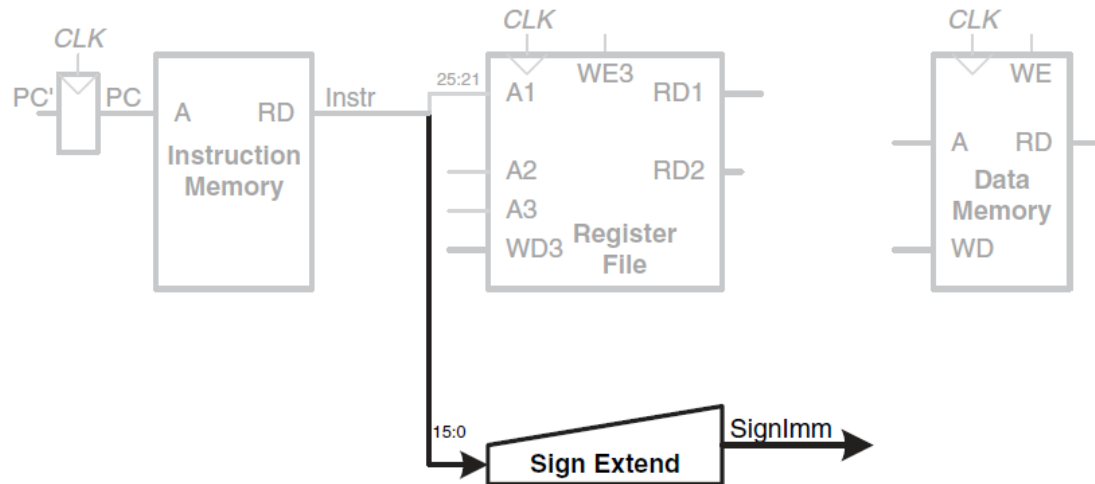 CLK
PC'
PC
A
RD
Instruction
Memory
Instr
25:21
CLK
WE3
A1
RD1
A2
RD2
A3
WD3
Register
File
CLK
WE
A
RD
Data
Memory
WD
15:0
Sign Extend
SignImm